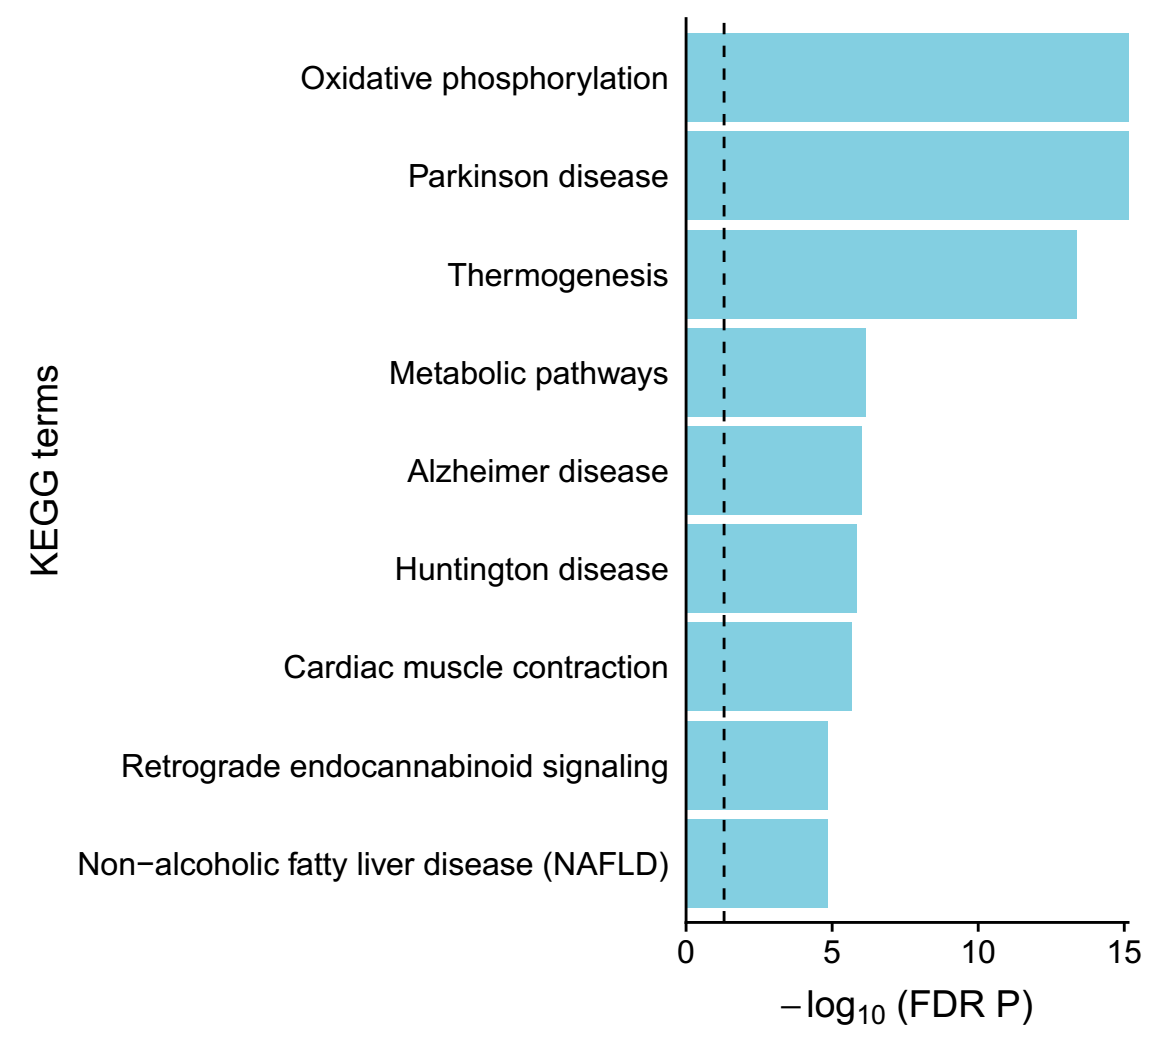 Oxidative phosphorylation
Parkinson disease
Thermogenesis
Metabolic pathways
Alzheimer disease
Huntington disease
Cardiac muscle contraction
Retrograde endocannabinoid signaling
Non−alcoholic fatty liver disease (NAFLD)
KEGG terms
0 5 10 15
−log₁₀ (FDR P)